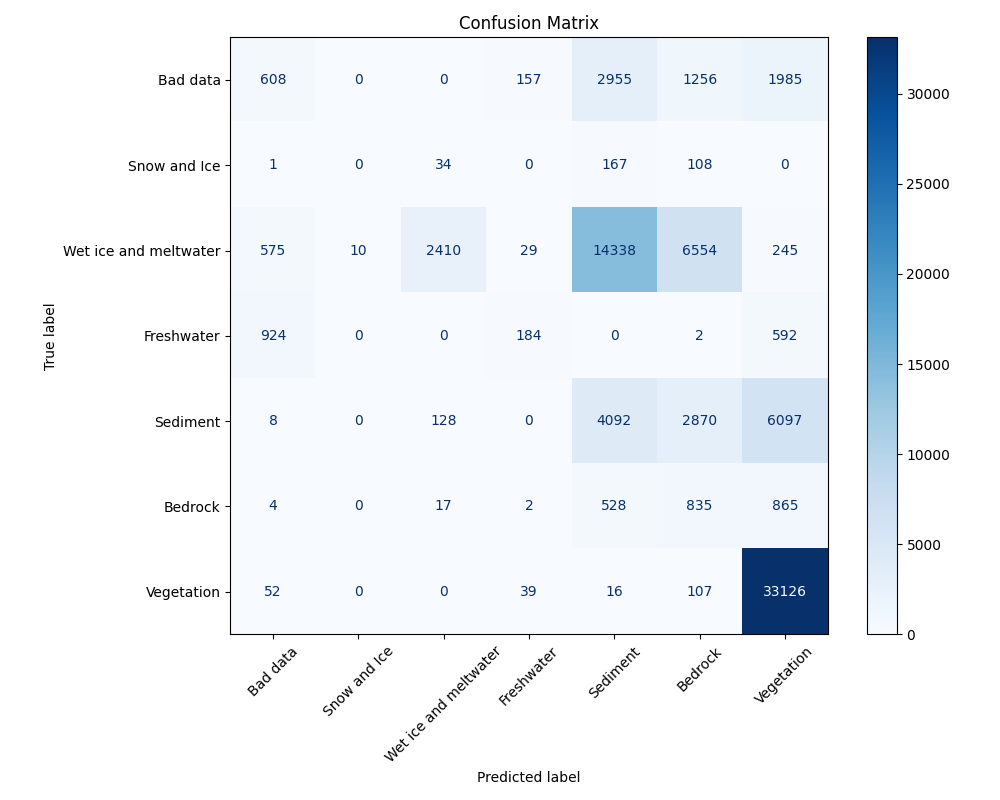 Confusion Matrix
True label
Bad data 608 0 0 157 2955 1256 1985
Snow and Ice 1 0 34 0 167 108 0
Wet ice and meltwater 575 10 2410 29 14338 6554 245
Freshwater 924 0 0 184 0 2 592
Sediment 8 0 128 0 4092 2870 6097
Bedrock 4 0 17 2 528 835 865
Vegetation 52 0 0 39 16 107 33126
Bad data Snow and Ice Wet ice and meltwater Freshwater Sediment Bedrock Vegetation
Predicted label
30000
25000
20000
15000
10000
5000
0